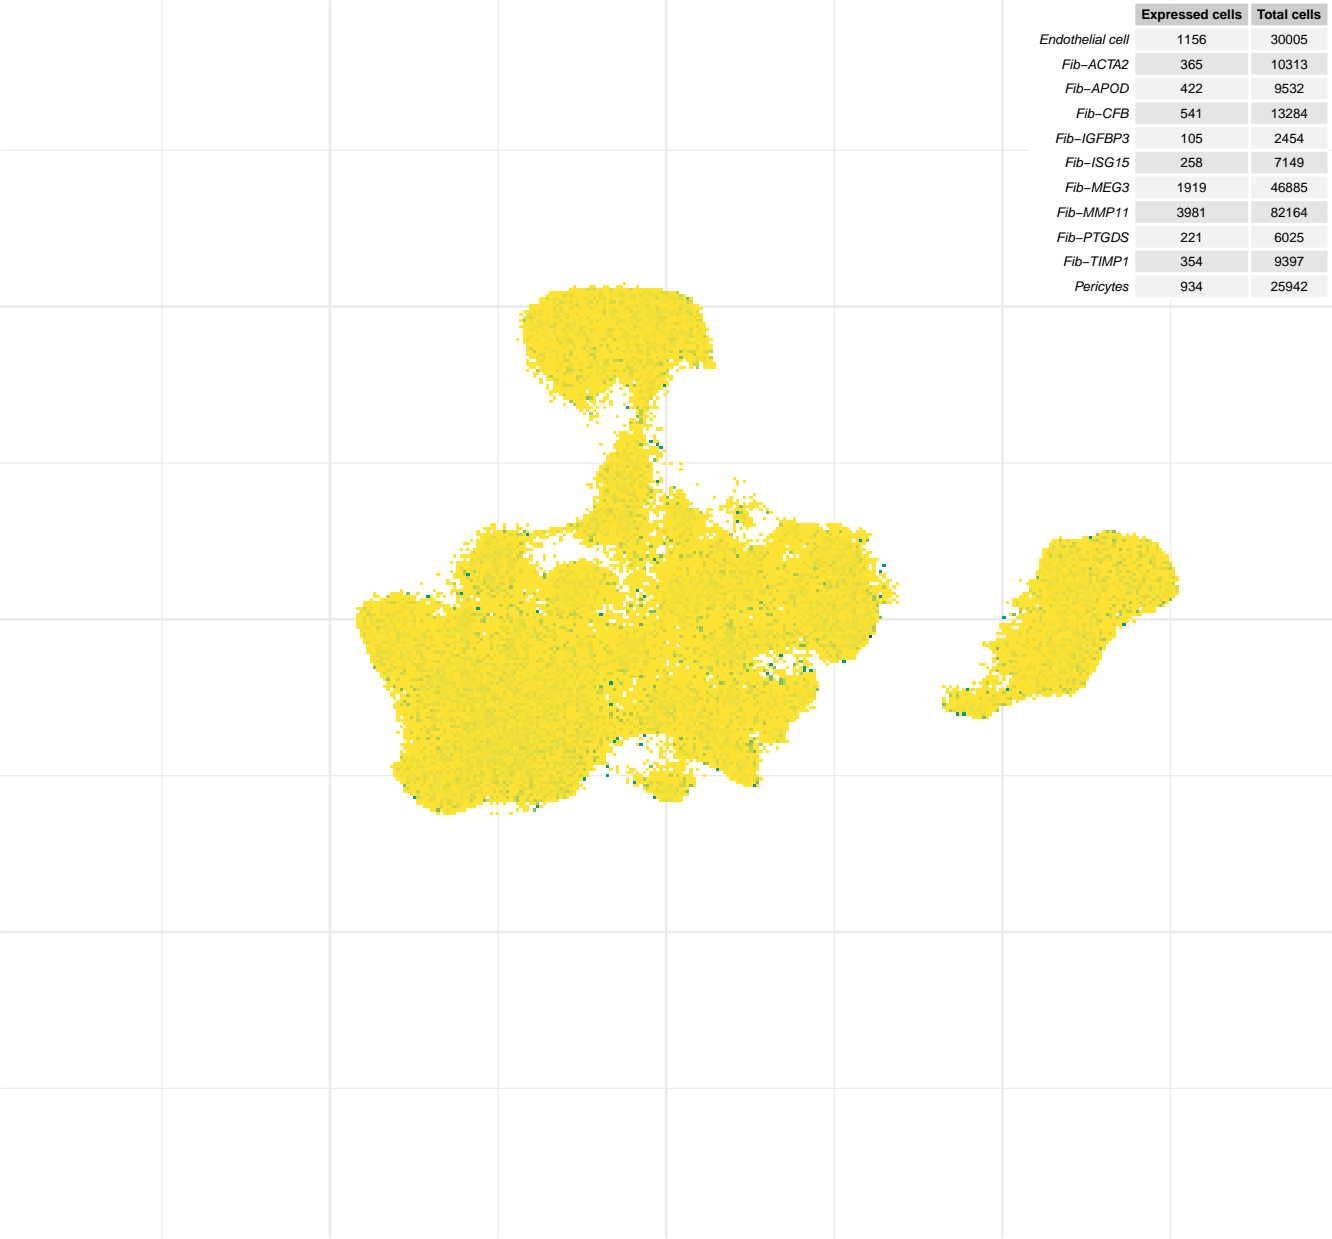 Expressed cells Total cells
Endothelial cell 1156 30005
Fib−ACTA2 365 10313
Fib−APOD 422 9532
Fib−CFB 541 13284
Fib−IGFBP3 105 2454
Fib−ISG15 258 7149
Fib−MEG3 1919 46885
Fib−MMP11 3981 82164
Fib−PTGDS 221 6025
Fib−TIMP1 354 9397
Pericytes 934 25942